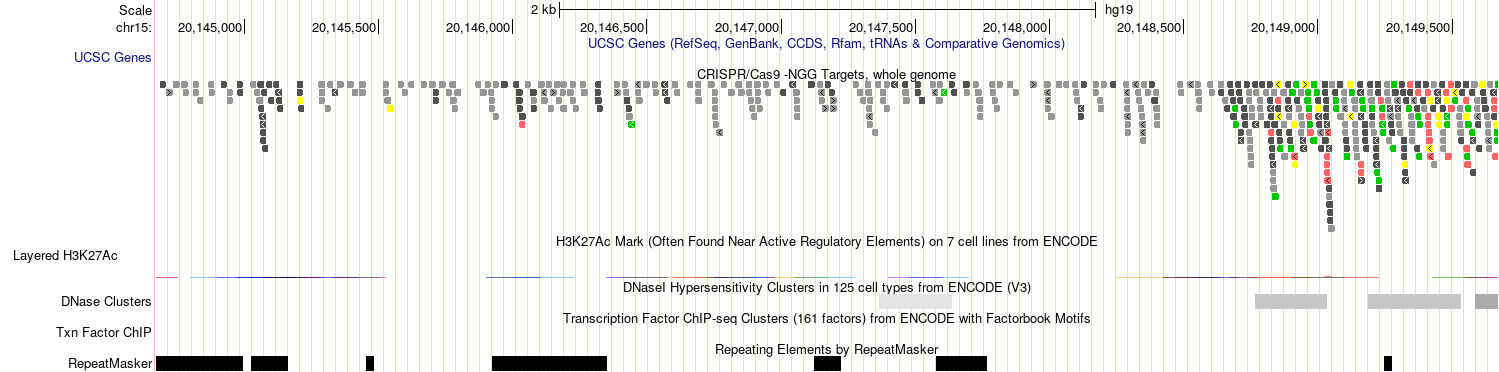 Scale 2 kb hg19
chr15: 20,145,000 20,145,500 20,146,000 20,146,500 20,147,000 20,147,500 20,148,000 20,148,500 20,149,000 20,149,500
UCSC Genes (RefSeq, GenBank, CCDS, Rfam, tRNAs & Comparative Genomics)
UCSC Genes
CRISPR/Cas9 -NGG Targets, whole genome
H3K27Ac Mark (Often Found Near Active Regulatory Elements) on 7 cell lines from ENCODE
Layered H3K27Ac
DNaseI Hypersensitivity Clusters in 125 cell types from ENCODE (V3)
DNase Clusters
Transcription Factor ChIP-seq Clusters (161 factors) from ENCODE with Factorbook Motifs
Txn Factor ChIP
Repeating Elements by RepeatMasker
RepeatMasker